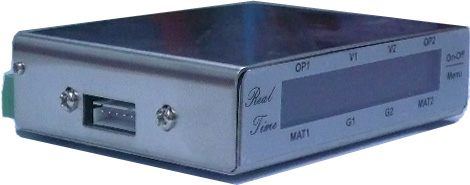 OP1 V1 V2 OP2
On-Off
Menu
Real
Time
MAT1 G1 G2 MAT2